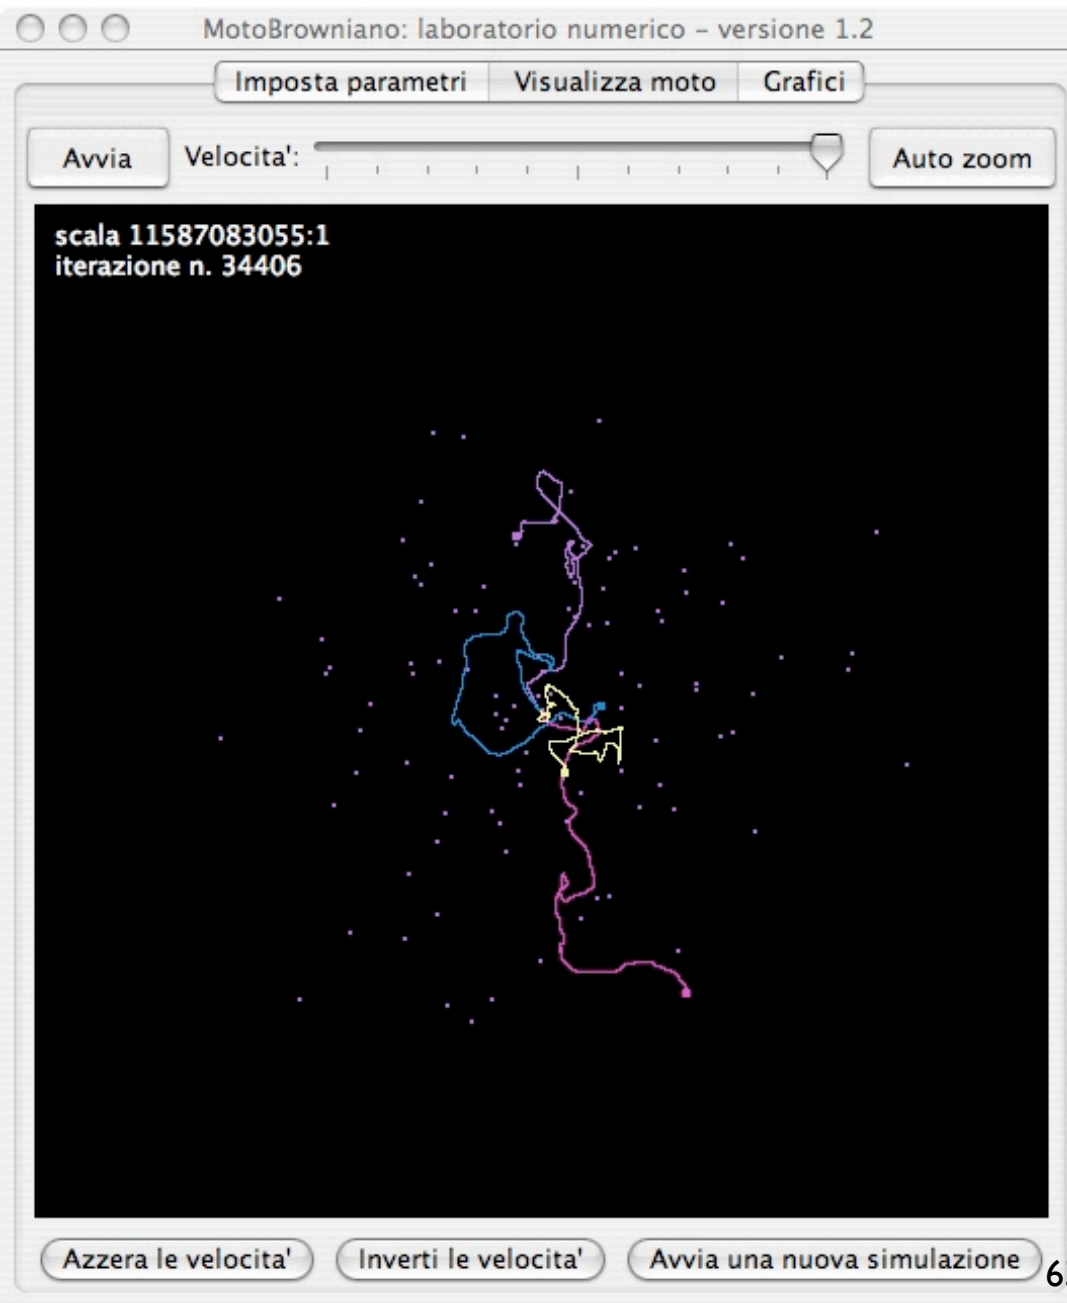 MotoBrowniano: laboratorio numerico – versione 1.2
Imposta parametri Visualizza moto Grafici
Avvia Velocita': Auto zoom
scala 11587083055:1
iterazione n. 34406
Azzera le velocita' Inverti le velocita' Avvia una nuova simulazione